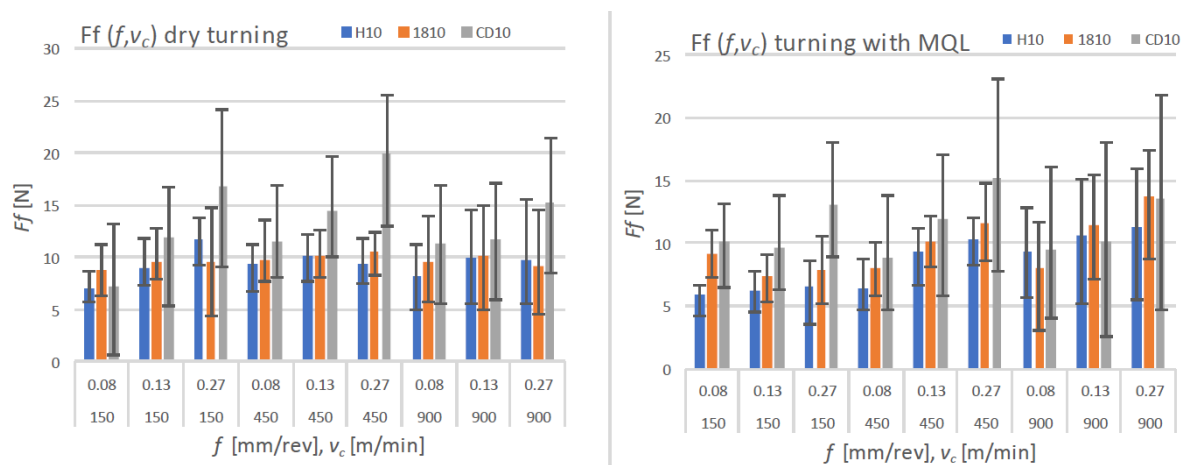 Ff (f,vc) dry turning
H10 1810 CD10
30
25
20
15
10
5
0
Ff [N]
0.08 0.13 0.27 0.08 0.13 0.27 0.08 0.13 0.27
150 150 150 450 450 450 900 900 900
f [mm/rev], vc [m/min]
Ff (f,vc) turning with MQL
H10 1810 CD10
25
20
15
10
5
0
Ff [N]
0.08 0.13 0.27 0.08 0.13 0.27 0.08 0.13 0.27
150 150 150 450 450 450 900 900 900
f [mm/rev], vc [m/min]